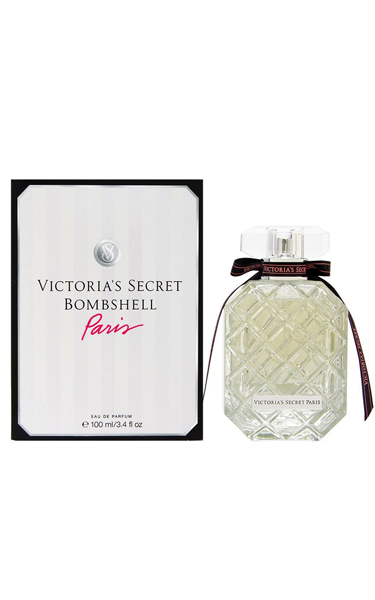 VICTORIA'S SECRET
BOMBSHELL
Paris
EAU DE PARFUM
e 100 ml/3.4 fl oz
VICTORIA'S SECRET
VICTORIA'S SECRET PARIS